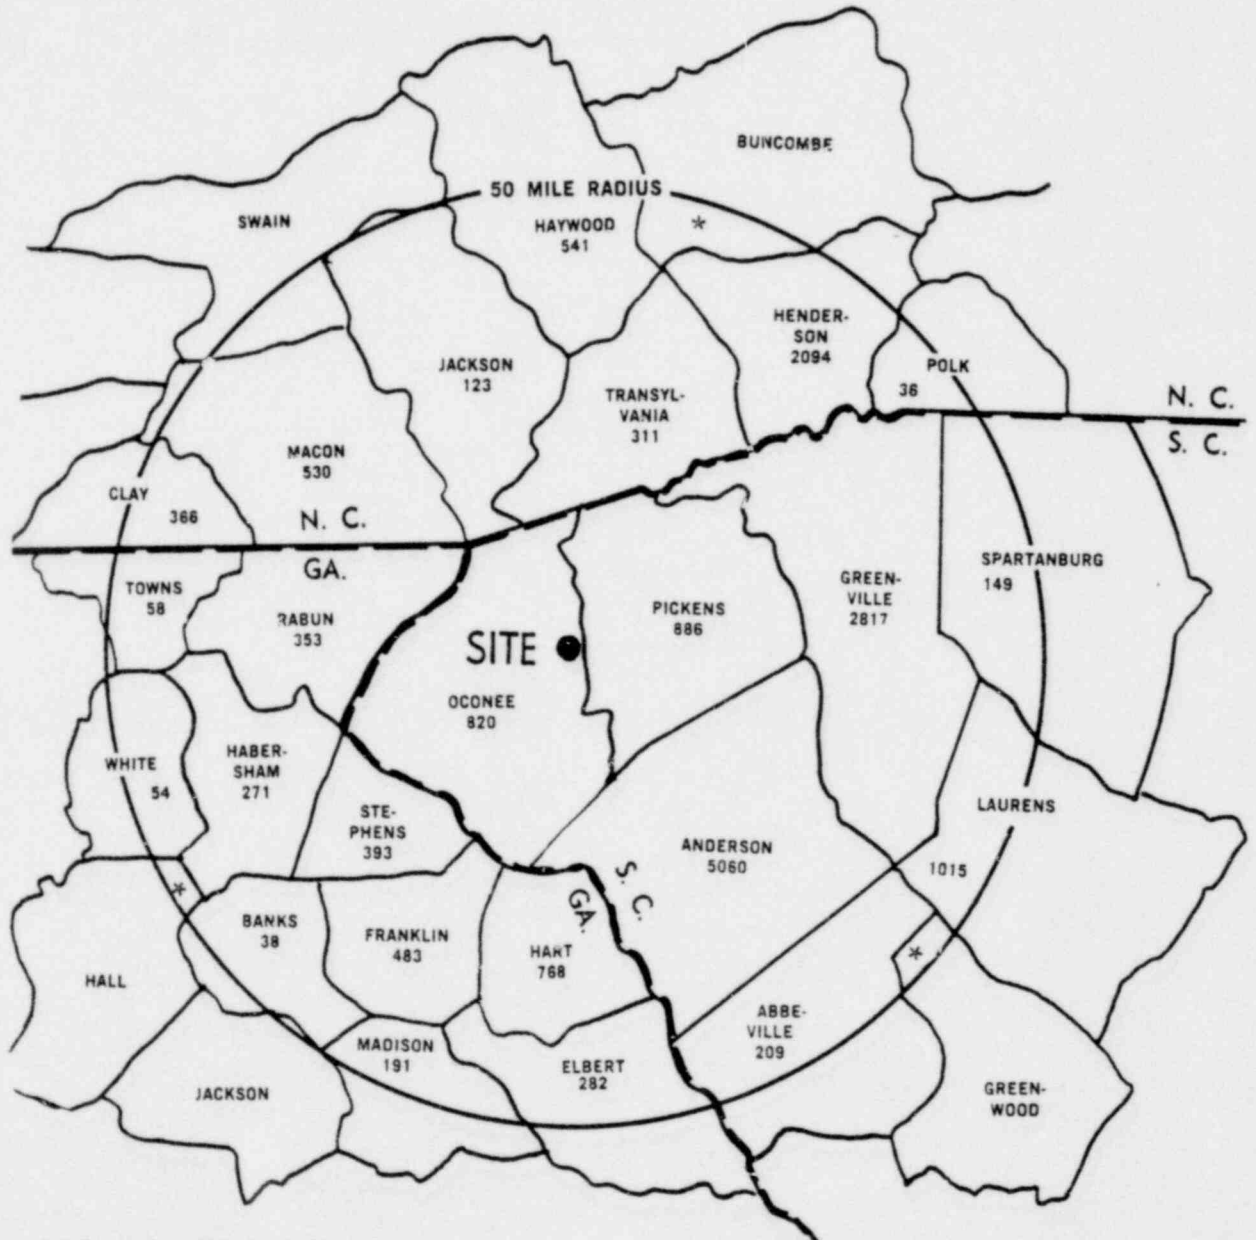 BUNCOMBE
50 MILE RADIUS
SWAIN
HAYWOOD
541
*
HENDER-
SON
2094
JACKSON
123
POLK
36
TRANSYL-
VANIA
311
N. C.
S. C.
MACON
530
CLAY
366
N. C.
GA.
SPARTANBURG
149
TOWNS
58
RABUN
353
GREEN-
VILLE
2817
PICKENS
886
SITE
OCONEE
820
WHITE
54
HABER-
SHAM
271
STE-
PHENS
393
LAURENS
1015
ANDERSON
5060
S. C.
GA.
*
BANKS
38
FRANKLIN
483
HART
768
*
HALL
ABBE-
VILLE
209
MADISON
191
ELBERT
282
JACKSON
GREEN-
WOOD